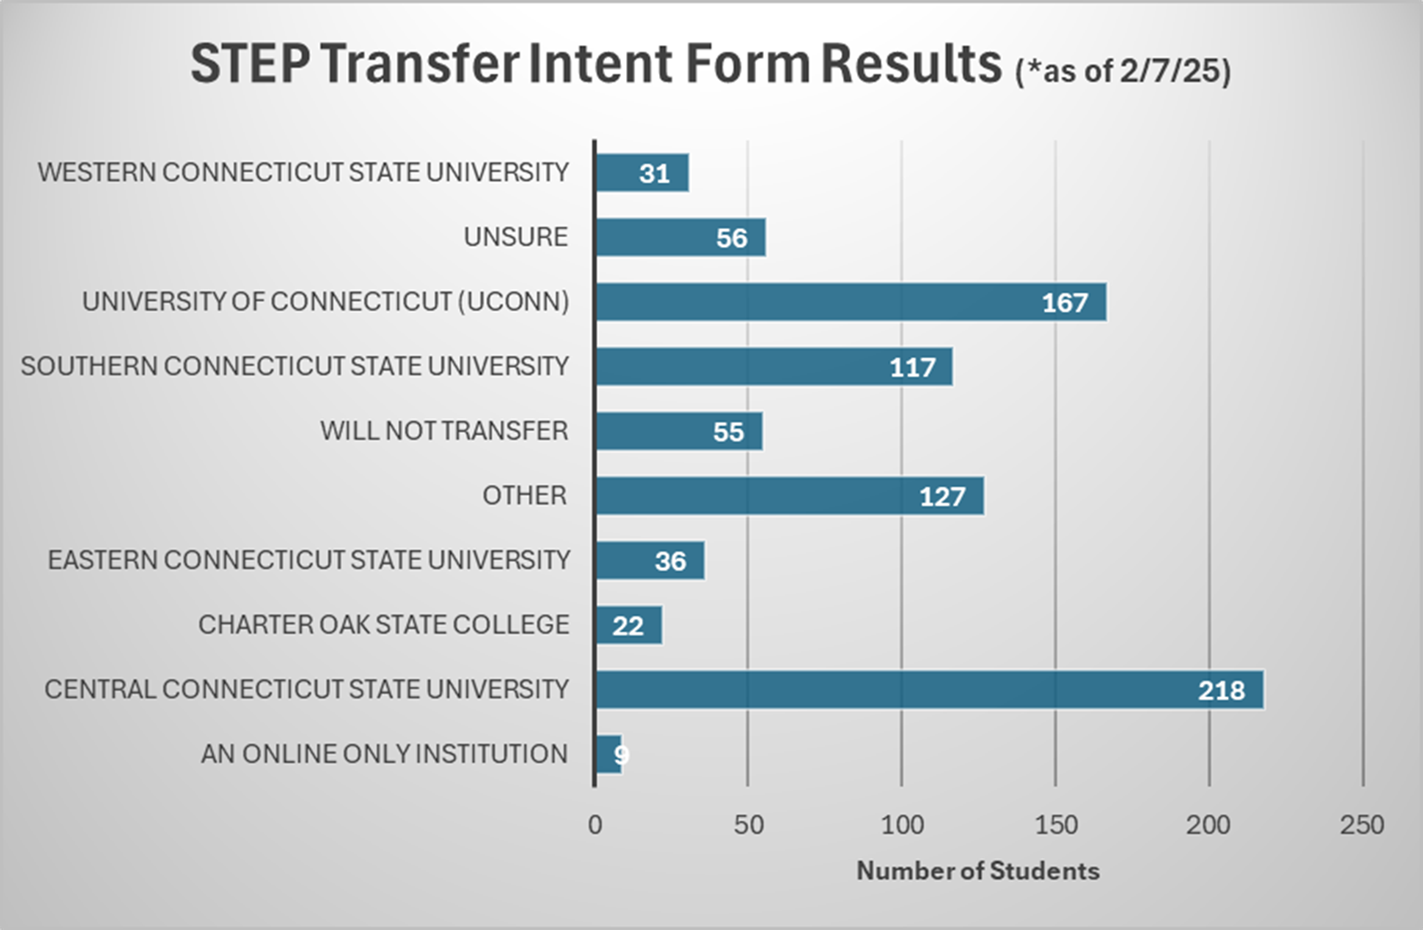 STEP Transfer Intent Form Results (*as of 2/7/25)
WESTERN CONNECTICUT STATE UNIVERSITY 31
UNSURE 56
UNIVERSITY OF CONNECTICUT (UCONN) 167
SOUTHERN CONNECTICUT STATE UNIVERSITY 117
WILL NOT TRANSFER 55
OTHER 127
EASTERN CONNECTICUT STATE UNIVERSITY 36
CHARTER OAK STATE COLLEGE 22
CENTRAL CONNECTICUT STATE UNIVERSITY 218
AN ONLINE ONLY INSTITUTION 9
0 50 100 150 200 250
Number of Students